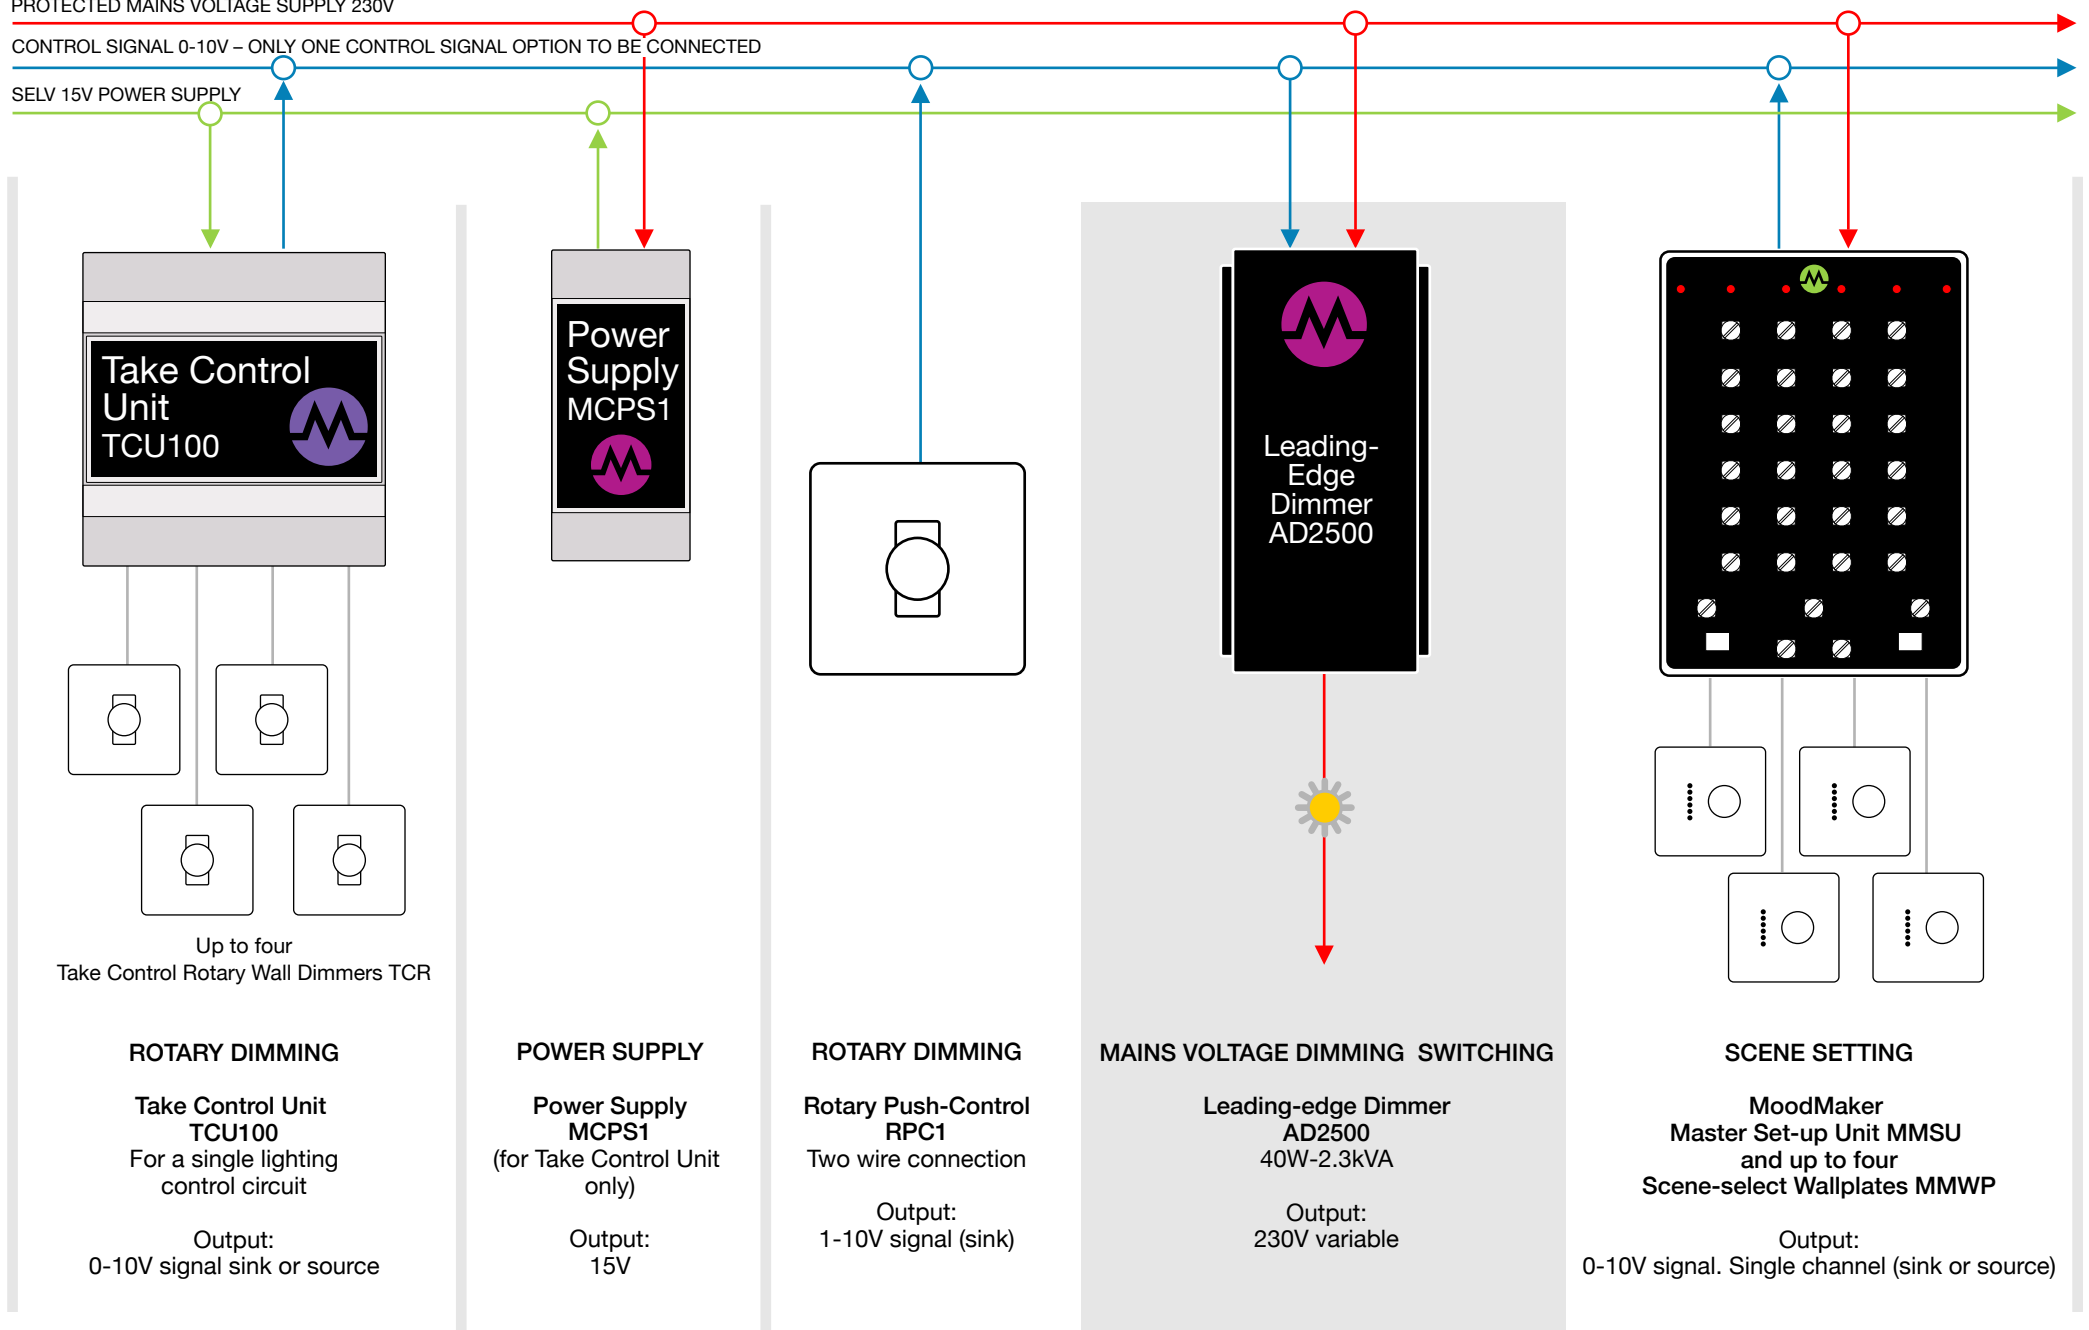 PROTECTED MAINS VOLTAGE SUPPLY 230V
CONTROL SIGNAL 0-10V – ONLY ONE CONTROL SIGNAL OPTION TO BE CONNECTED
SELV 15V POWER SUPPLY
Take Control
Unit
TCU100
Power
Supply
MCPS1
Leading-
Edge
Dimmer
AD2500
Up to four
Take Control Rotary Wall Dimmers TCR
ROTARY DIMMING
Take Control Unit
TCU100
For a single lighting
control circuit
Output:
0-10V signal sink or source
POWER SUPPLY
Power Supply
MCPS1
(for Take Control Unit
only)
Output:
15V
ROTARY DIMMING
Rotary Push-Control
RPC1
Two wire connection
Output:
1-10V signal (sink)
MAINS VOLTAGE DIMMING SWITCHING
Leading-edge Dimmer
AD2500
40W-2.3kVA
Output:
230V variable
SCENE SETTING
MoodMaker
Master Set-up Unit MMSU
and up to four
Scene-select Wallplates MMWP
Output:
0-10V signal. Single channel (sink or source)